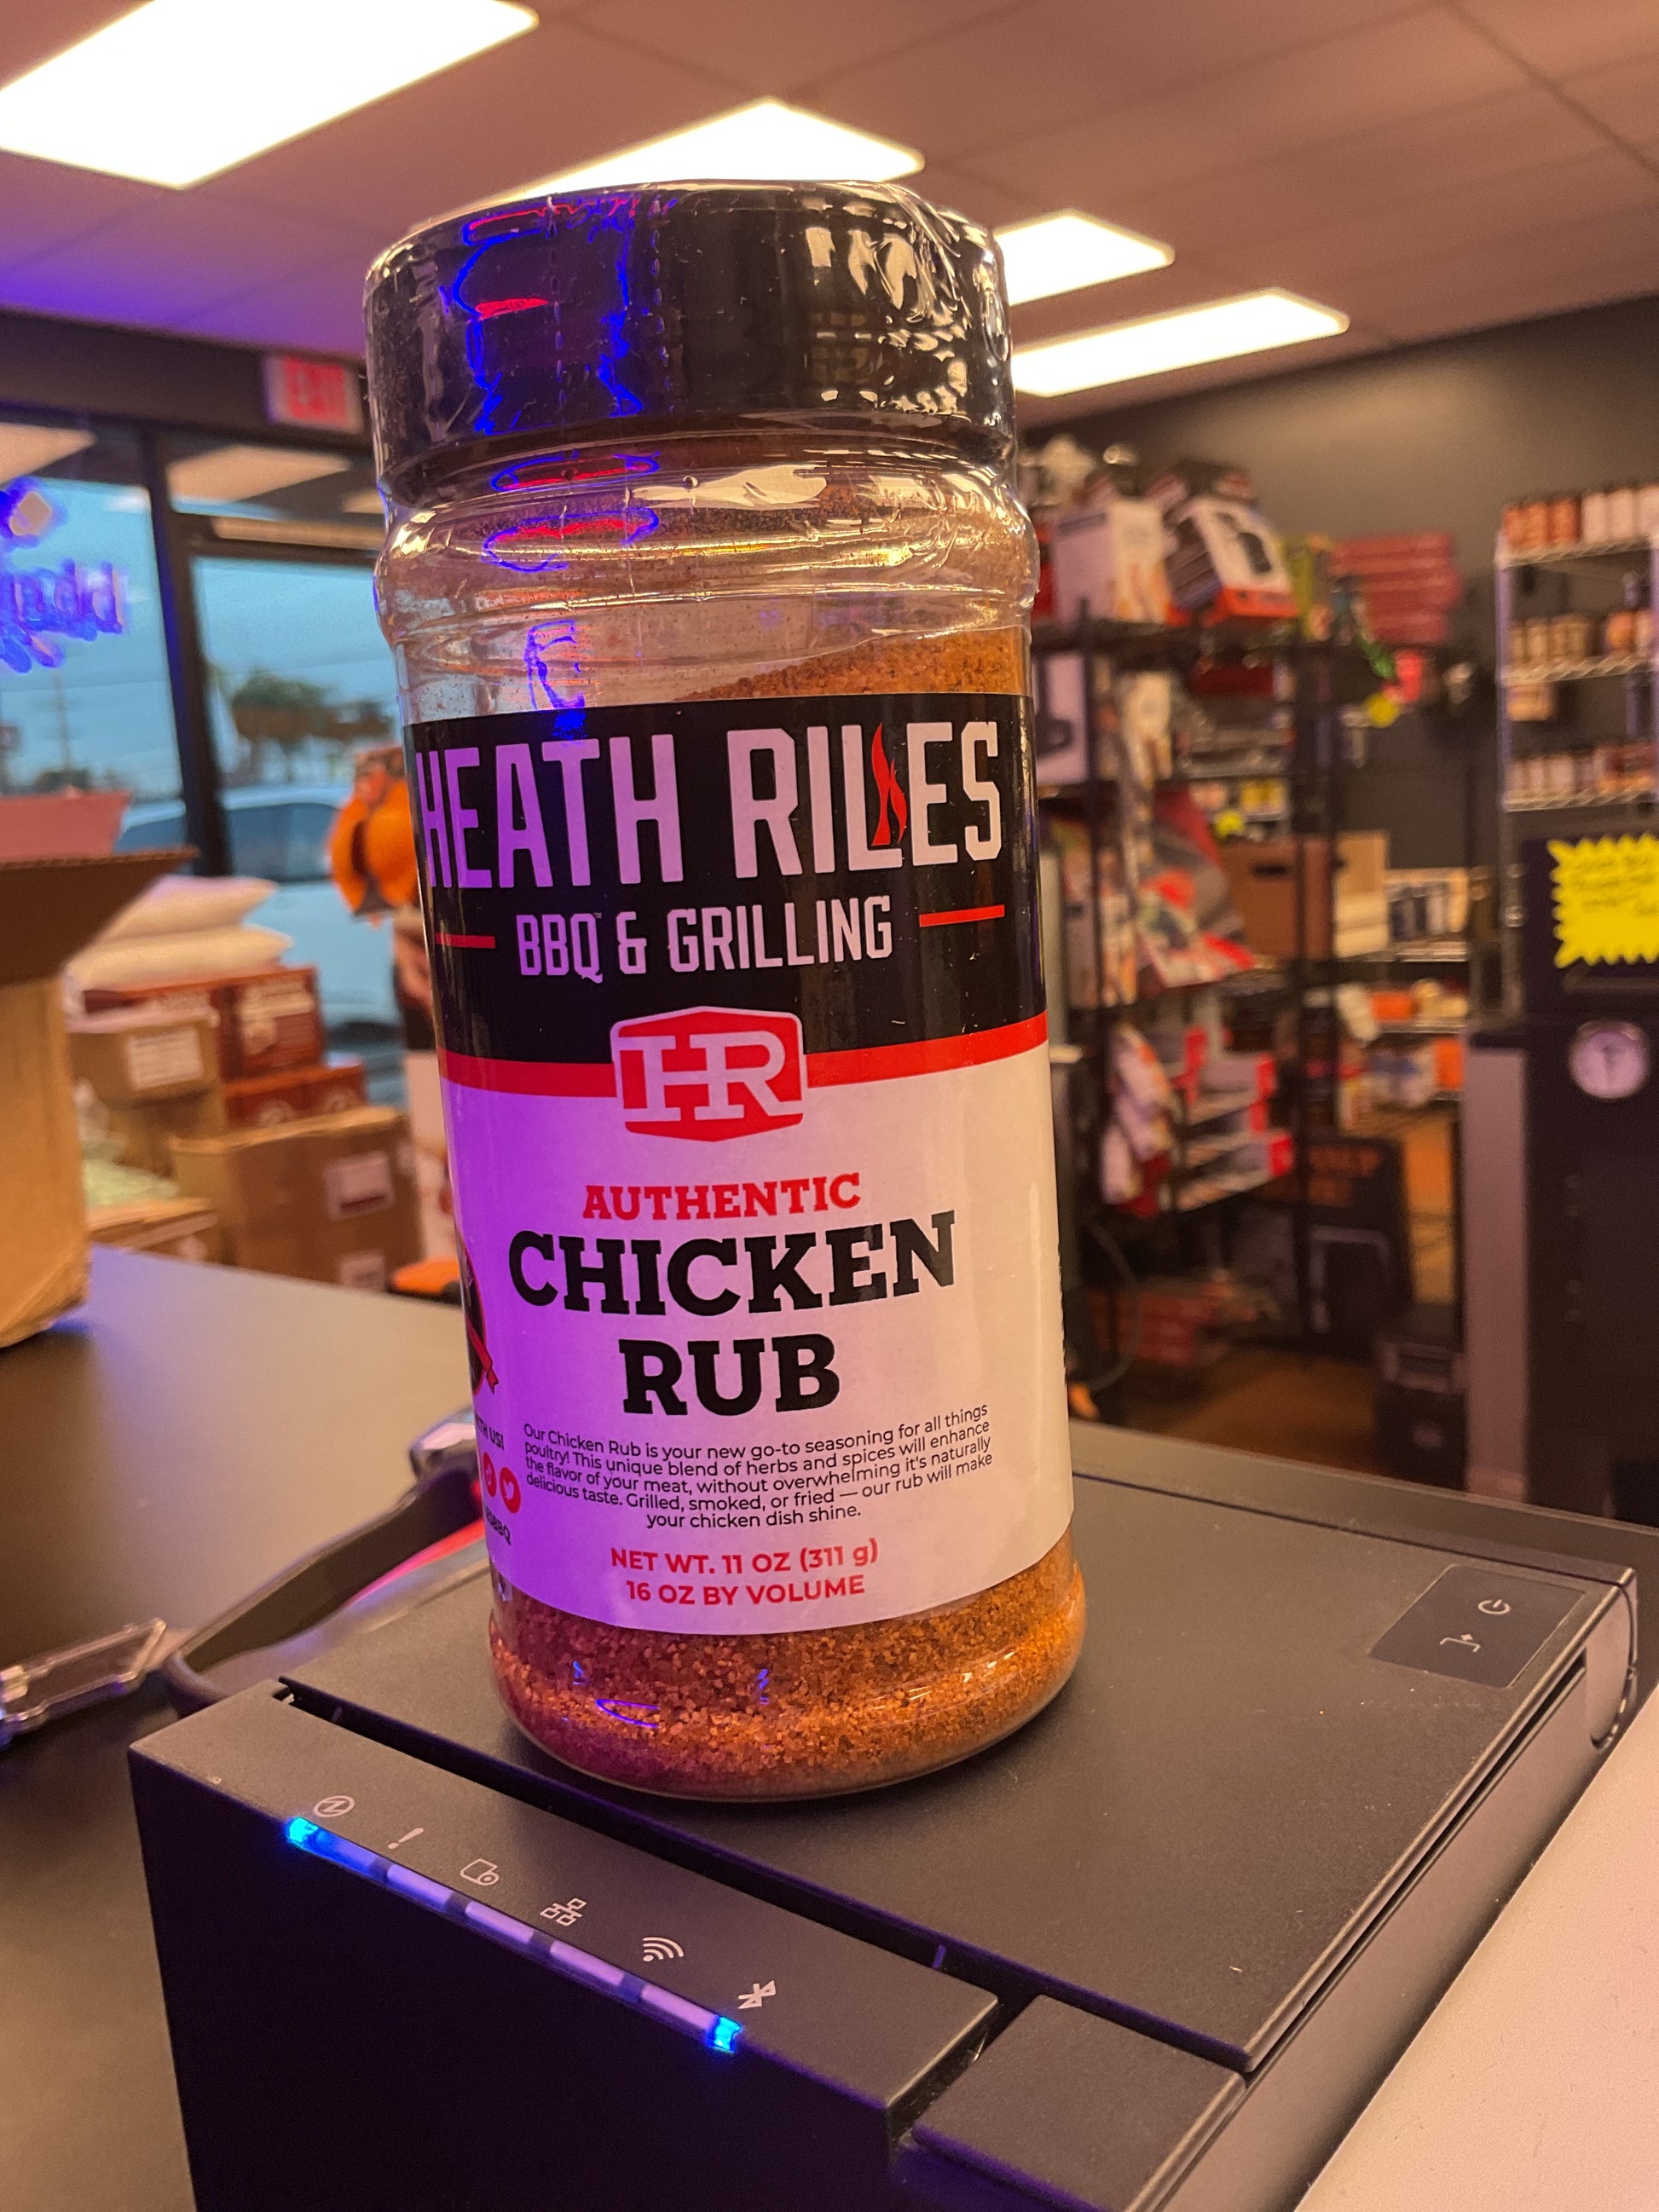 EXIT
HEATH RILES
BBQ™ & GRILLING
HR
AUTHENTIC
CHICKEN
RUB
Our Chicken Rub is your new go-to seasoning for all things
poultry! This unique blend of herbs and spices will enhance
the flavor of your meat, without overwhelming it's naturally
delicious taste. Grilled, smoked, or fried — our rub will make
your chicken dish shine.
NET WT. 11 OZ (311 g)
16 OZ BY VOLUME
US!